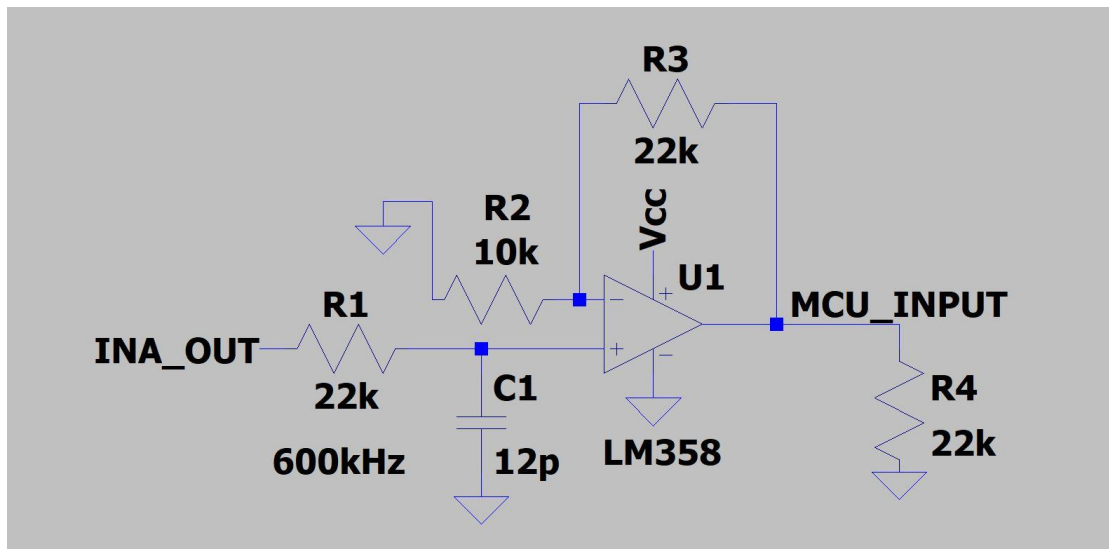 R3
22k
Vcc
R2
10k
U1
+
−
+
−
MCU_INPUT
R1
INA_OUT
22k
C1
600kHz
12p
LM358
R4
22k